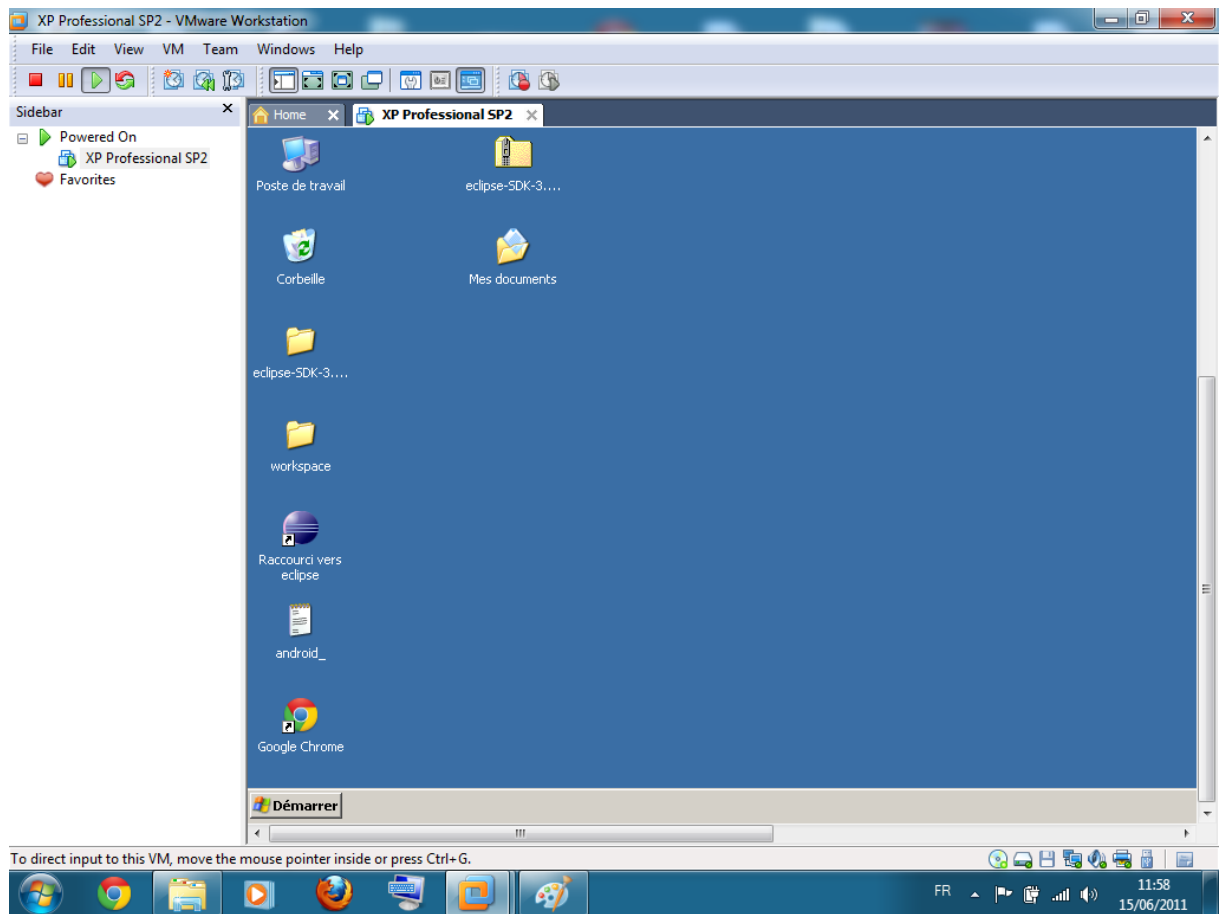 XP Professional SP2 - VMware Workstation
File Edit View VM Team Windows Help
Sidebar
Powered On
XP Professional SP2
Favorites
Home
XP Professional SP2
Poste de travail
eclipse-SDK-3....
Corbeille
Mes documents
eclipse-SDK-3....
workspace
Raccourci vers
eclipse
android_
Google Chrome
Démarrer
To direct input to this VM, move the mouse pointer inside or press Ctrl+G.
FR
11:58
15/06/2011